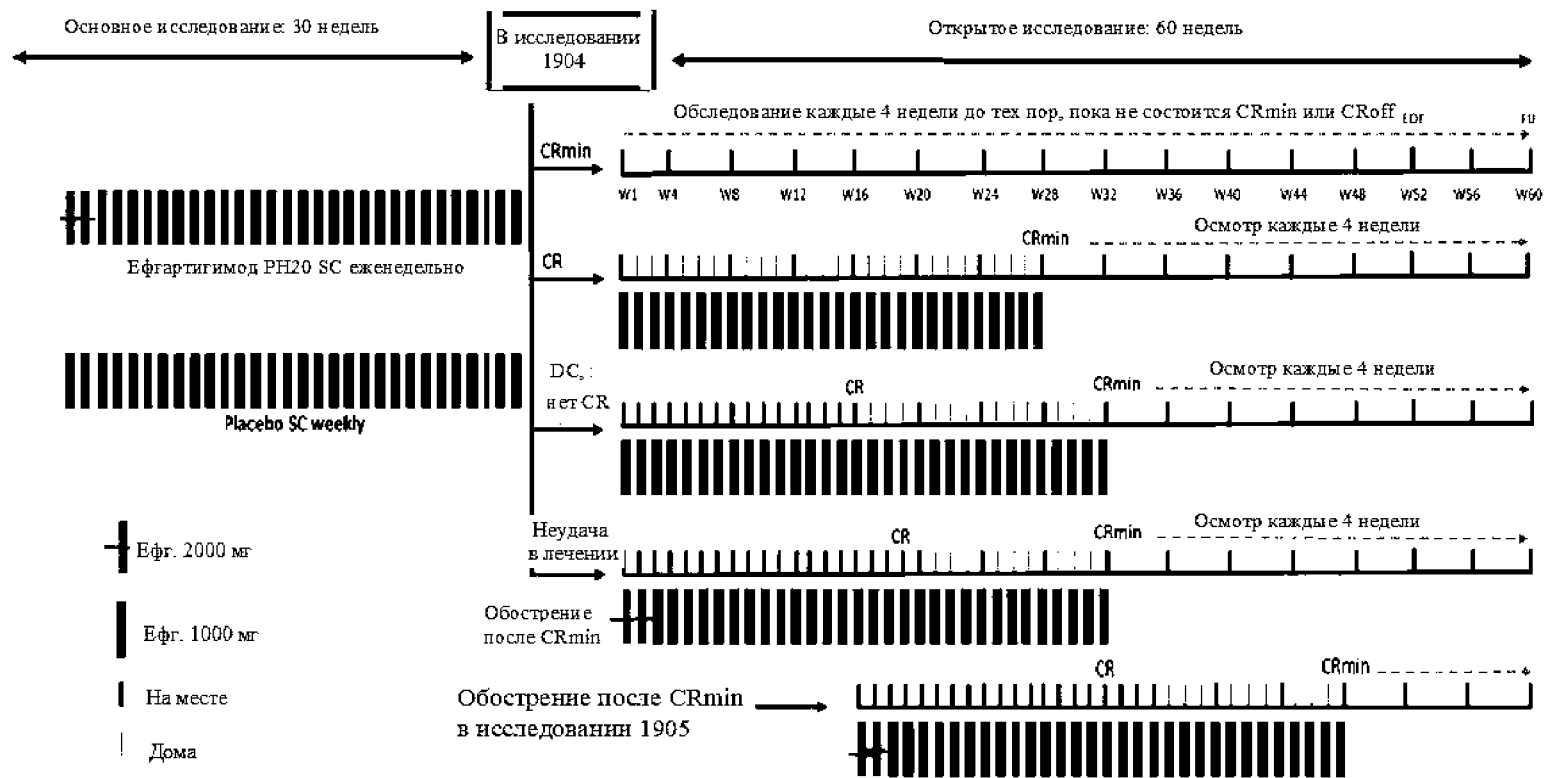 Основное исследование: 30 недель
В исследовании
1904
Открытое исследование: 60 недель
Обследование каждые 4 недели до тех пор, пока не состоится CRmin или CRoff
CRmin
W1 W4 W8 W12 W16 W20 W24 W28 W32 W36 W40 W44 W48 W52 W56 W60
Ефгартигимод PH20 SC еженедельно
CR
CRmin
Осмотр каждые 4 недели
Placebo SC weekly
DC, :
нет CR
CR
CRmin
Осмотр каждые 4 недели
Неудача
в лечении
CR
CRmin
Осмотр каждые 4 недели
Обострение
после CRmin
Обострение после CRmin
в исследовании 1905
CR
CRmin
Ефг. 2000 мг
Ефг. 1000 мг
На месте
Дома